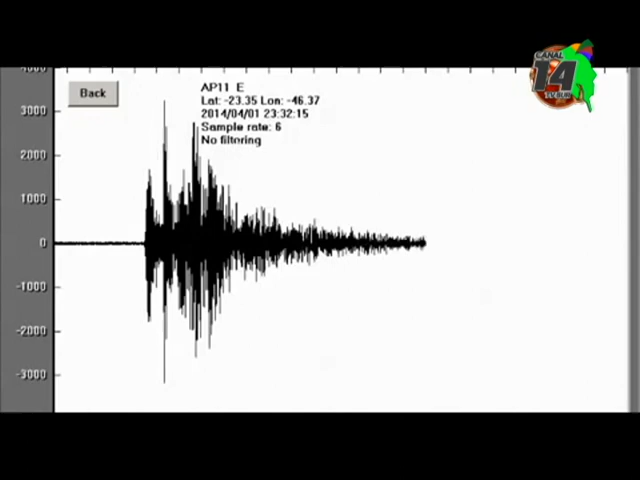 4000
Back
AP11 E
Lat: -23.35 Lon: -46.37
2014/04/01 23:32:15
Sample rate: 6
No filtering
3000
2000
1000
0
-1000
-2000
-3000
CANAL
14